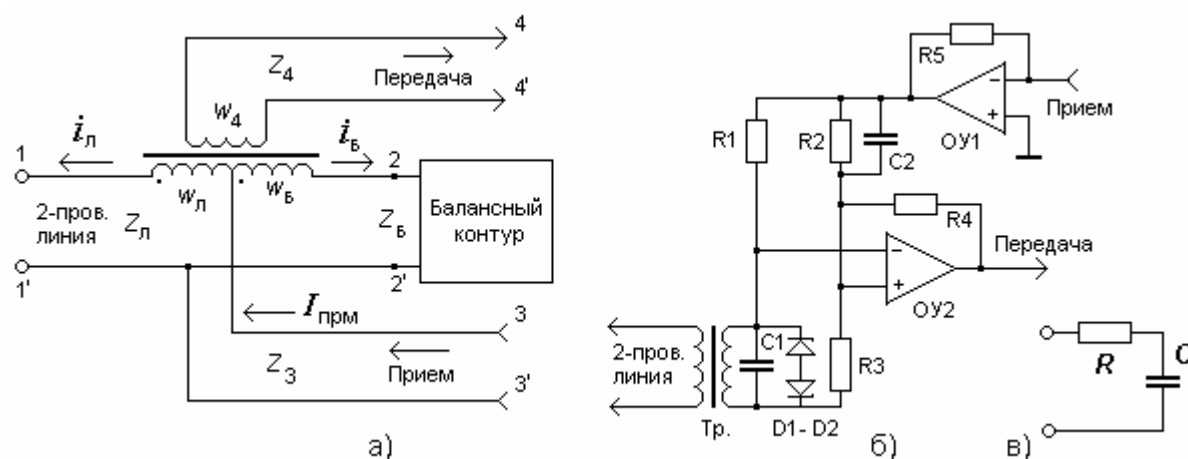 4
Z4
Передача
4'
w4
iл
iБ
1
2
wл
wБ
2-пров.
линия
Zл
ZБ
Балансный
контур
1'
2'
Iпрм
3
Z3
Прием
3'
а)
R5
−
+
Прием
ОУ1
R1
R2
C2
R4
Передача
−
+
ОУ2
2-пров.
линия
C1
R3
Тр.
D1- D2
б)
R
C
в)